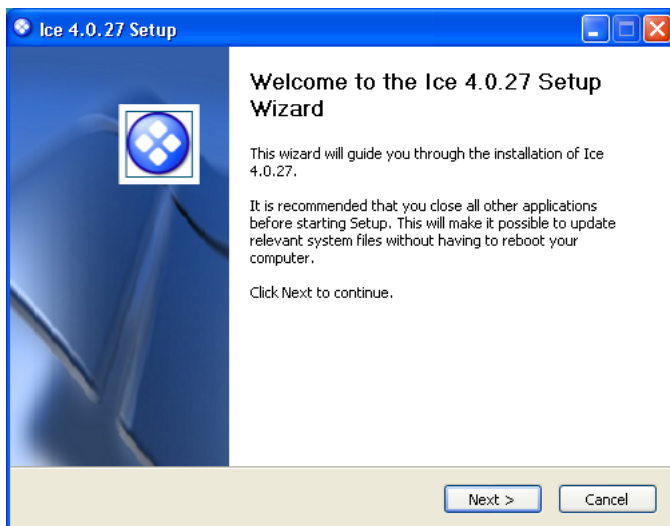 Ice 4.0.27 Setup
Welcome to the Ice 4.0.27 Setup
Wizard
This wizard will guide you through the installation of Ice
4.0.27.
It is recommended that you close all other applications
before starting Setup. This will make it possible to update
relevant system files without having to reboot your
computer.
Click Next to continue.
Next >
Cancel